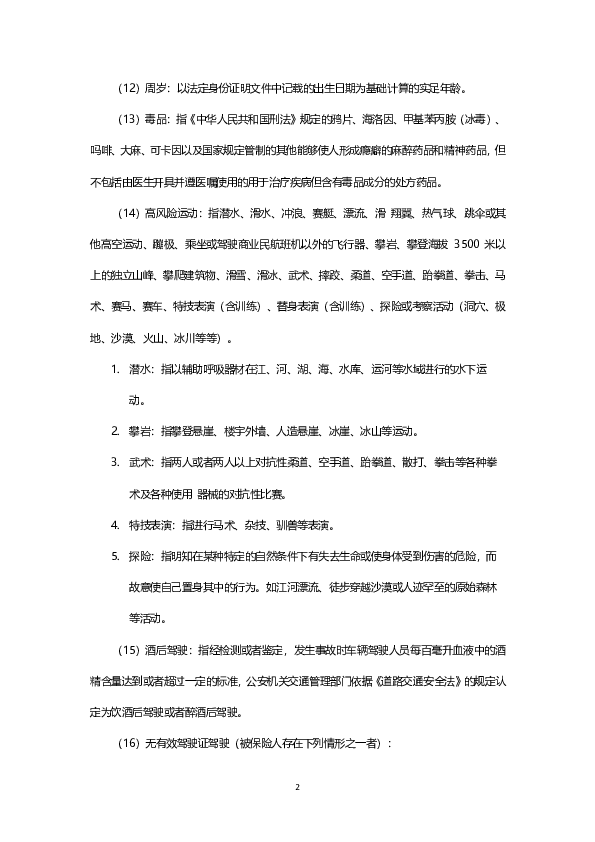 （12）周岁：以法定身份证明文件中记载的出生日期为基础计算的实足年龄。
（13）毒品：指《中华人民共和国刑法》规定的鸦片、海洛因、甲基苯丙胺（冰毒）、
吗啡、大麻、可卡因以及国家规定管制的其他能够使人形成瘾癖的麻醉药品和精神药品，但
不包括由医生开具并遵医嘱使用的用于治疗疾病但含有毒品成分的处方药品。
（14）高风险运动：指潜水、滑水、冲浪、赛艇、漂流、滑 翔翼、热气球、跳伞或其
他高空运动、蹦极、乘坐或驾驶商业民航班机以外的飞行器、攀岩、攀登海拔 3500 米以
上的独立山峰、攀爬建筑物、滑雪、滑冰、武术、摔跤、柔道、空手道、跆拳道、拳击、马
术、赛马、赛车、特技表演（含训练）、替身表演（含训练）、探险或考察活动（洞穴、极
地、沙漠、火山、冰川等等）。
1. 潜水：指以辅助呼吸器材在江、河、湖、海、水库、运河等水域进行的水下运
动。
2. 攀岩：指攀登悬崖、楼宇外墙、人造悬崖、冰崖、冰山等运动。
3. 武术：指两人或者两人以上对抗性柔道、空手道、跆拳道、散打、拳击等各种拳
术及各种使用 器械的对抗性比赛。
4. 特技表演：指进行马术、杂技、驯兽等表演。
5. 探险：指明知在某种特定的自然条件下有失去生命或使身体受到伤害的危险，而
故意使自己置身其中的行为。如江河漂流、徒步穿越沙漠或人迹罕至的原始森林
等活动。
（15）酒后驾驶：指经检测或者鉴定，发生事故时车辆驾驶人员每百毫升血液中的酒
精含量达到或者超过一定的标准，公安机关交通管理部门依据《道路交通安全法》的规定认
定为饮酒后驾驶或者醉酒后驾驶。
（16）无有效驾驶证驾驶（被保险人存在下列情形之一者）：
2